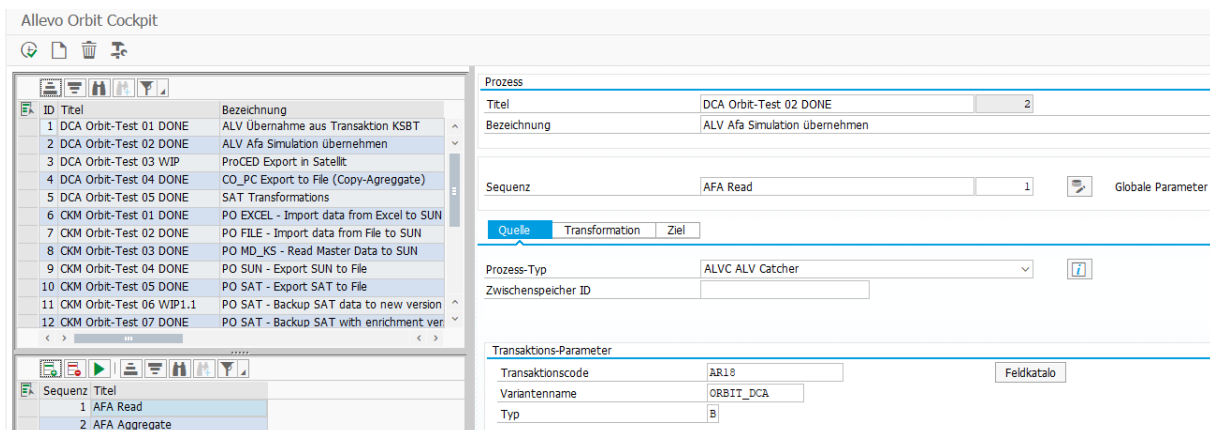 Allevo Orbit Cockpit
ID Titel Bezeichnung
1 DCA Orbit-Test 01 DONE ALV Übernahme aus Transaktion KSBT
2 DCA Orbit-Test 02 DONE ALV Afa Simulation übernehmen
3 DCA Orbit-Test 03 WIP ProCED Export in Satellit
4 DCA Orbit-Test 04 DONE CO_PC Export to File (Copy-Agreggate)
5 DCA Orbit-Test 05 DONE SAT Transformations
6 CKM Orbit-Test 01 DONE PO EXCEL - Import data from Excel to SUN
7 CKM Orbit-Test 02 DONE PO FILE - Import data from File to SUN
8 CKM Orbit-Test 03 DONE PO MD_KS - Read Master Data to SUN
9 CKM Orbit-Test 04 DONE PO SUN - Export SUN to File
10 CKM Orbit-Test 05 DONE PO SAT - Export SAT to File
11 CKM Orbit-Test 06 WIP1.1 PO SAT - Backup SAT data to new version
12 CKM Orbit-Test 07 DONE PO SAT - Backup SAT with enrichment ver
Sequenz Titel
1 AFA Read
2 AFA Aggregate
Prozess
Titel DCA Orbit-Test 02 DONE 2
Bezeichnung ALV Afa Simulation übernehmen
Sequenz AFA Read 1 Globale Parameter
Quelle Transformation Ziel
Prozess-Typ ALVC ALV Catcher
Zwischenspeicher ID
Transaktions-Parameter
Transaktionscode AR18 Feldkatalo
Variantenname ORBIT_DCA
Typ B